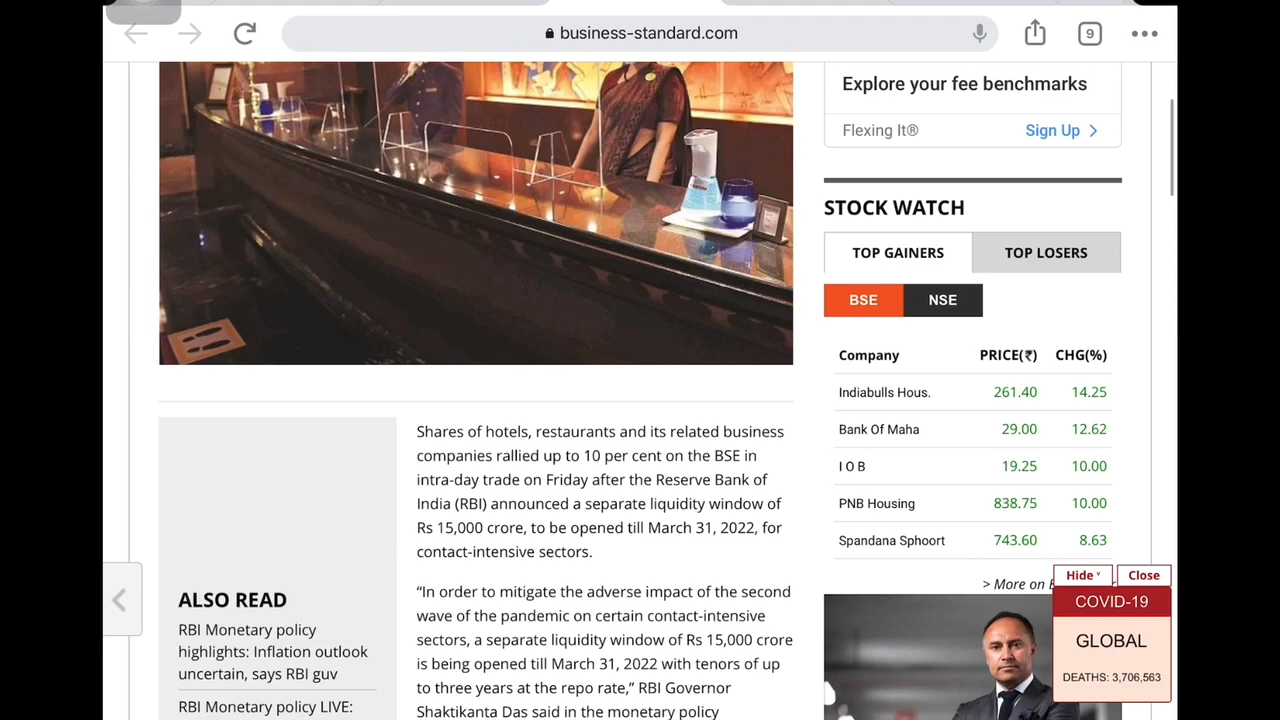 business-standard.com
9
Explore your fee benchmarks
Flexing It®
Sign Up >
STOCK WATCH
TOP GAINERS
TOP LOSERS
BSE
NSE
Company PRICE(₹) CHG(%)
Indiabulls Hous. 261.40 14.25
Bank Of Maha 29.00 12.62
I O B 19.25 10.00
PNB Housing 838.75 10.00
Spandana Sphoort 743.60 8.63
> More on
Hide
Close
COVID-19
GLOBAL
DEATHS: 3,706,563
Shares of hotels, restaurants and its related business
companies rallied up to 10 per cent on the BSE in
intra-day trade on Friday after the Reserve Bank of
India (RBI) announced a separate liquidity window of
Rs 15,000 crore, to be opened till March 31, 2022, for
contact-intensive sectors.
“In order to mitigate the adverse impact of the second
wave of the pandemic on certain contact-intensive
sectors, a separate liquidity window of Rs 15,000 crore
is being opened till March 31, 2022 with tenors of up
to three years at the repo rate,” RBI Governor
Shaktikanta Das said in the monetary policy
ALSO READ
RBI Monetary policy
highlights: Inflation outlook
uncertain, says RBI guv
RBI Monetary policy LIVE: